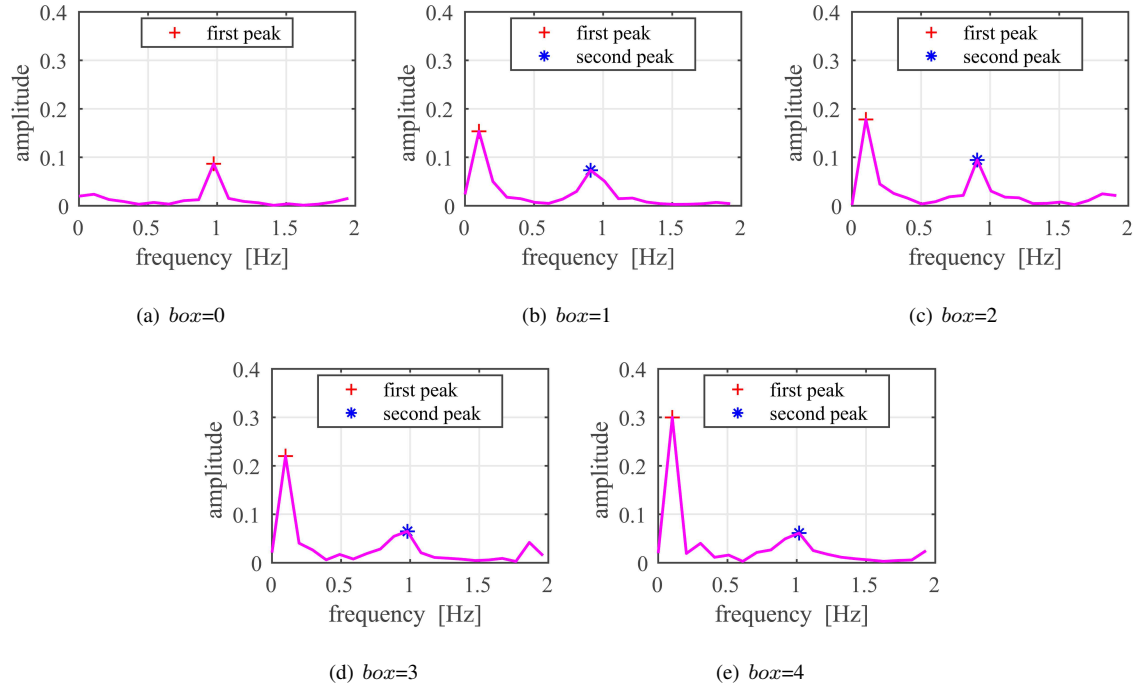 0.4
0.3
0.2
0.1
0
amplitude
first peak
0 0.5 1 1.5 2
frequency [Hz]
(a) box=0
0.4
0.3
0.2
0.1
0
amplitude
first peak
second peak
0 0.5 1 1.5 2
frequency [Hz]
(b) box=1
0.4
0.3
0.2
0.1
0
amplitude
first peak
second peak
0 0.5 1 1.5 2
frequency [Hz]
(c) box=2
0.4
0.3
0.2
0.1
0
amplitude
first peak
second peak
0 0.5 1 1.5 2
frequency [Hz]
(d) box=3
0.4
0.3
0.2
0.1
0
amplitude
first peak
second peak
0 0.5 1 1.5 2
frequency [Hz]
(e) box=4